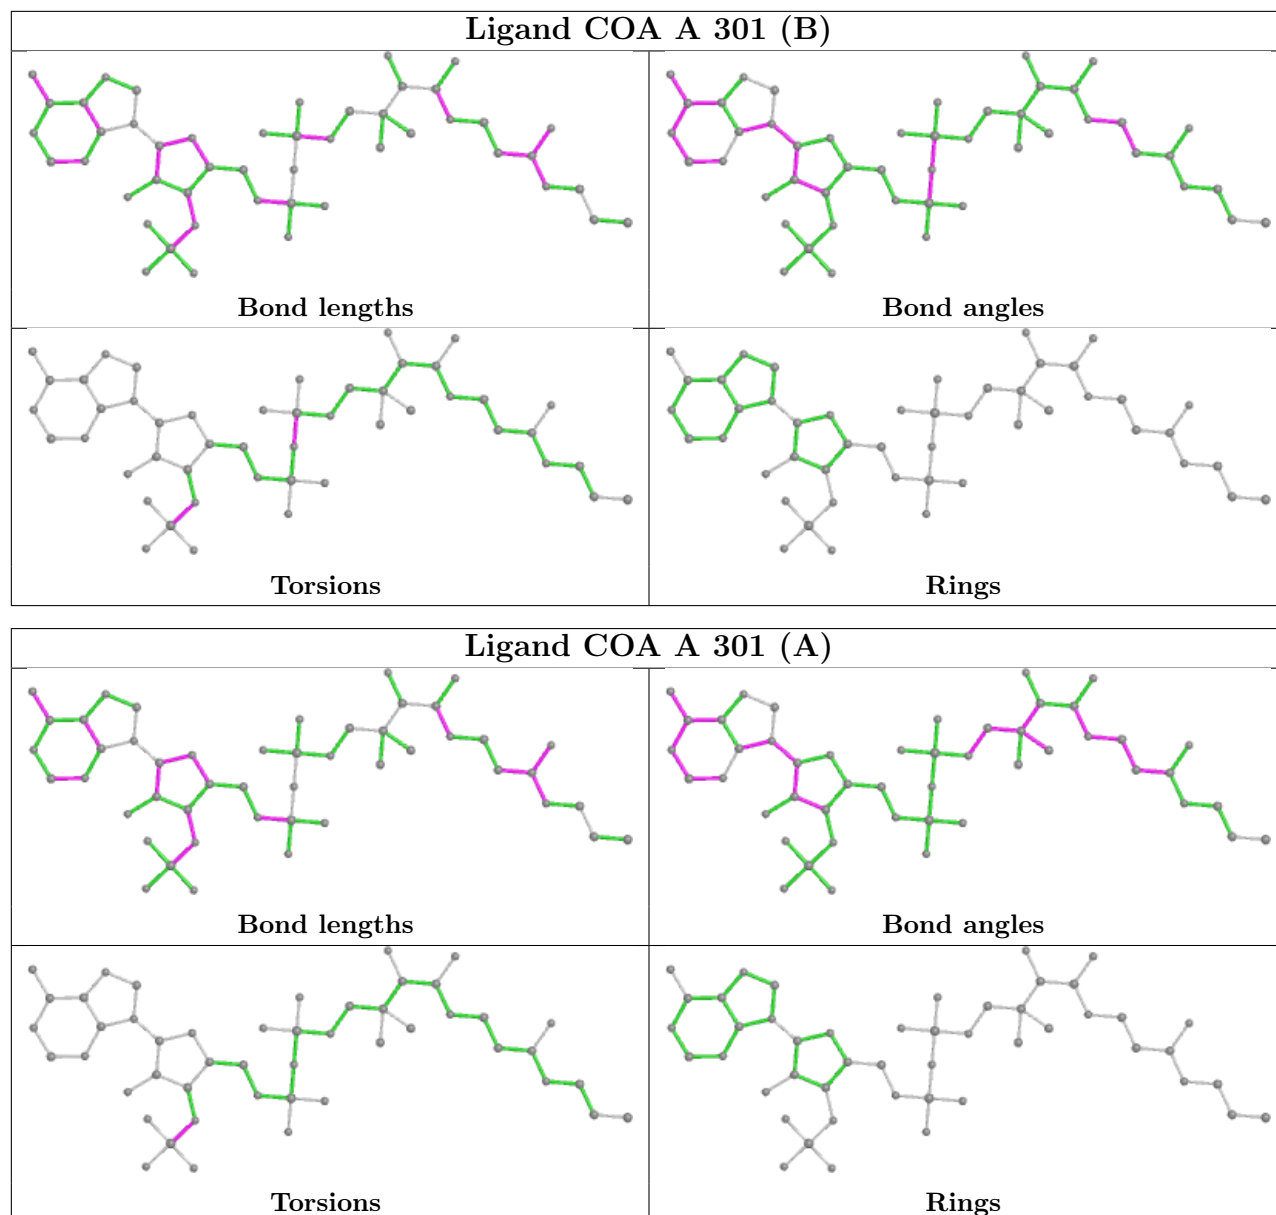 Ligand COA A 301 (B)
Bond lengths
Bond angles
Torsions
Rings
Ligand COA A 301 (A)
Bond lengths
Bond angles
Torsions
Rings